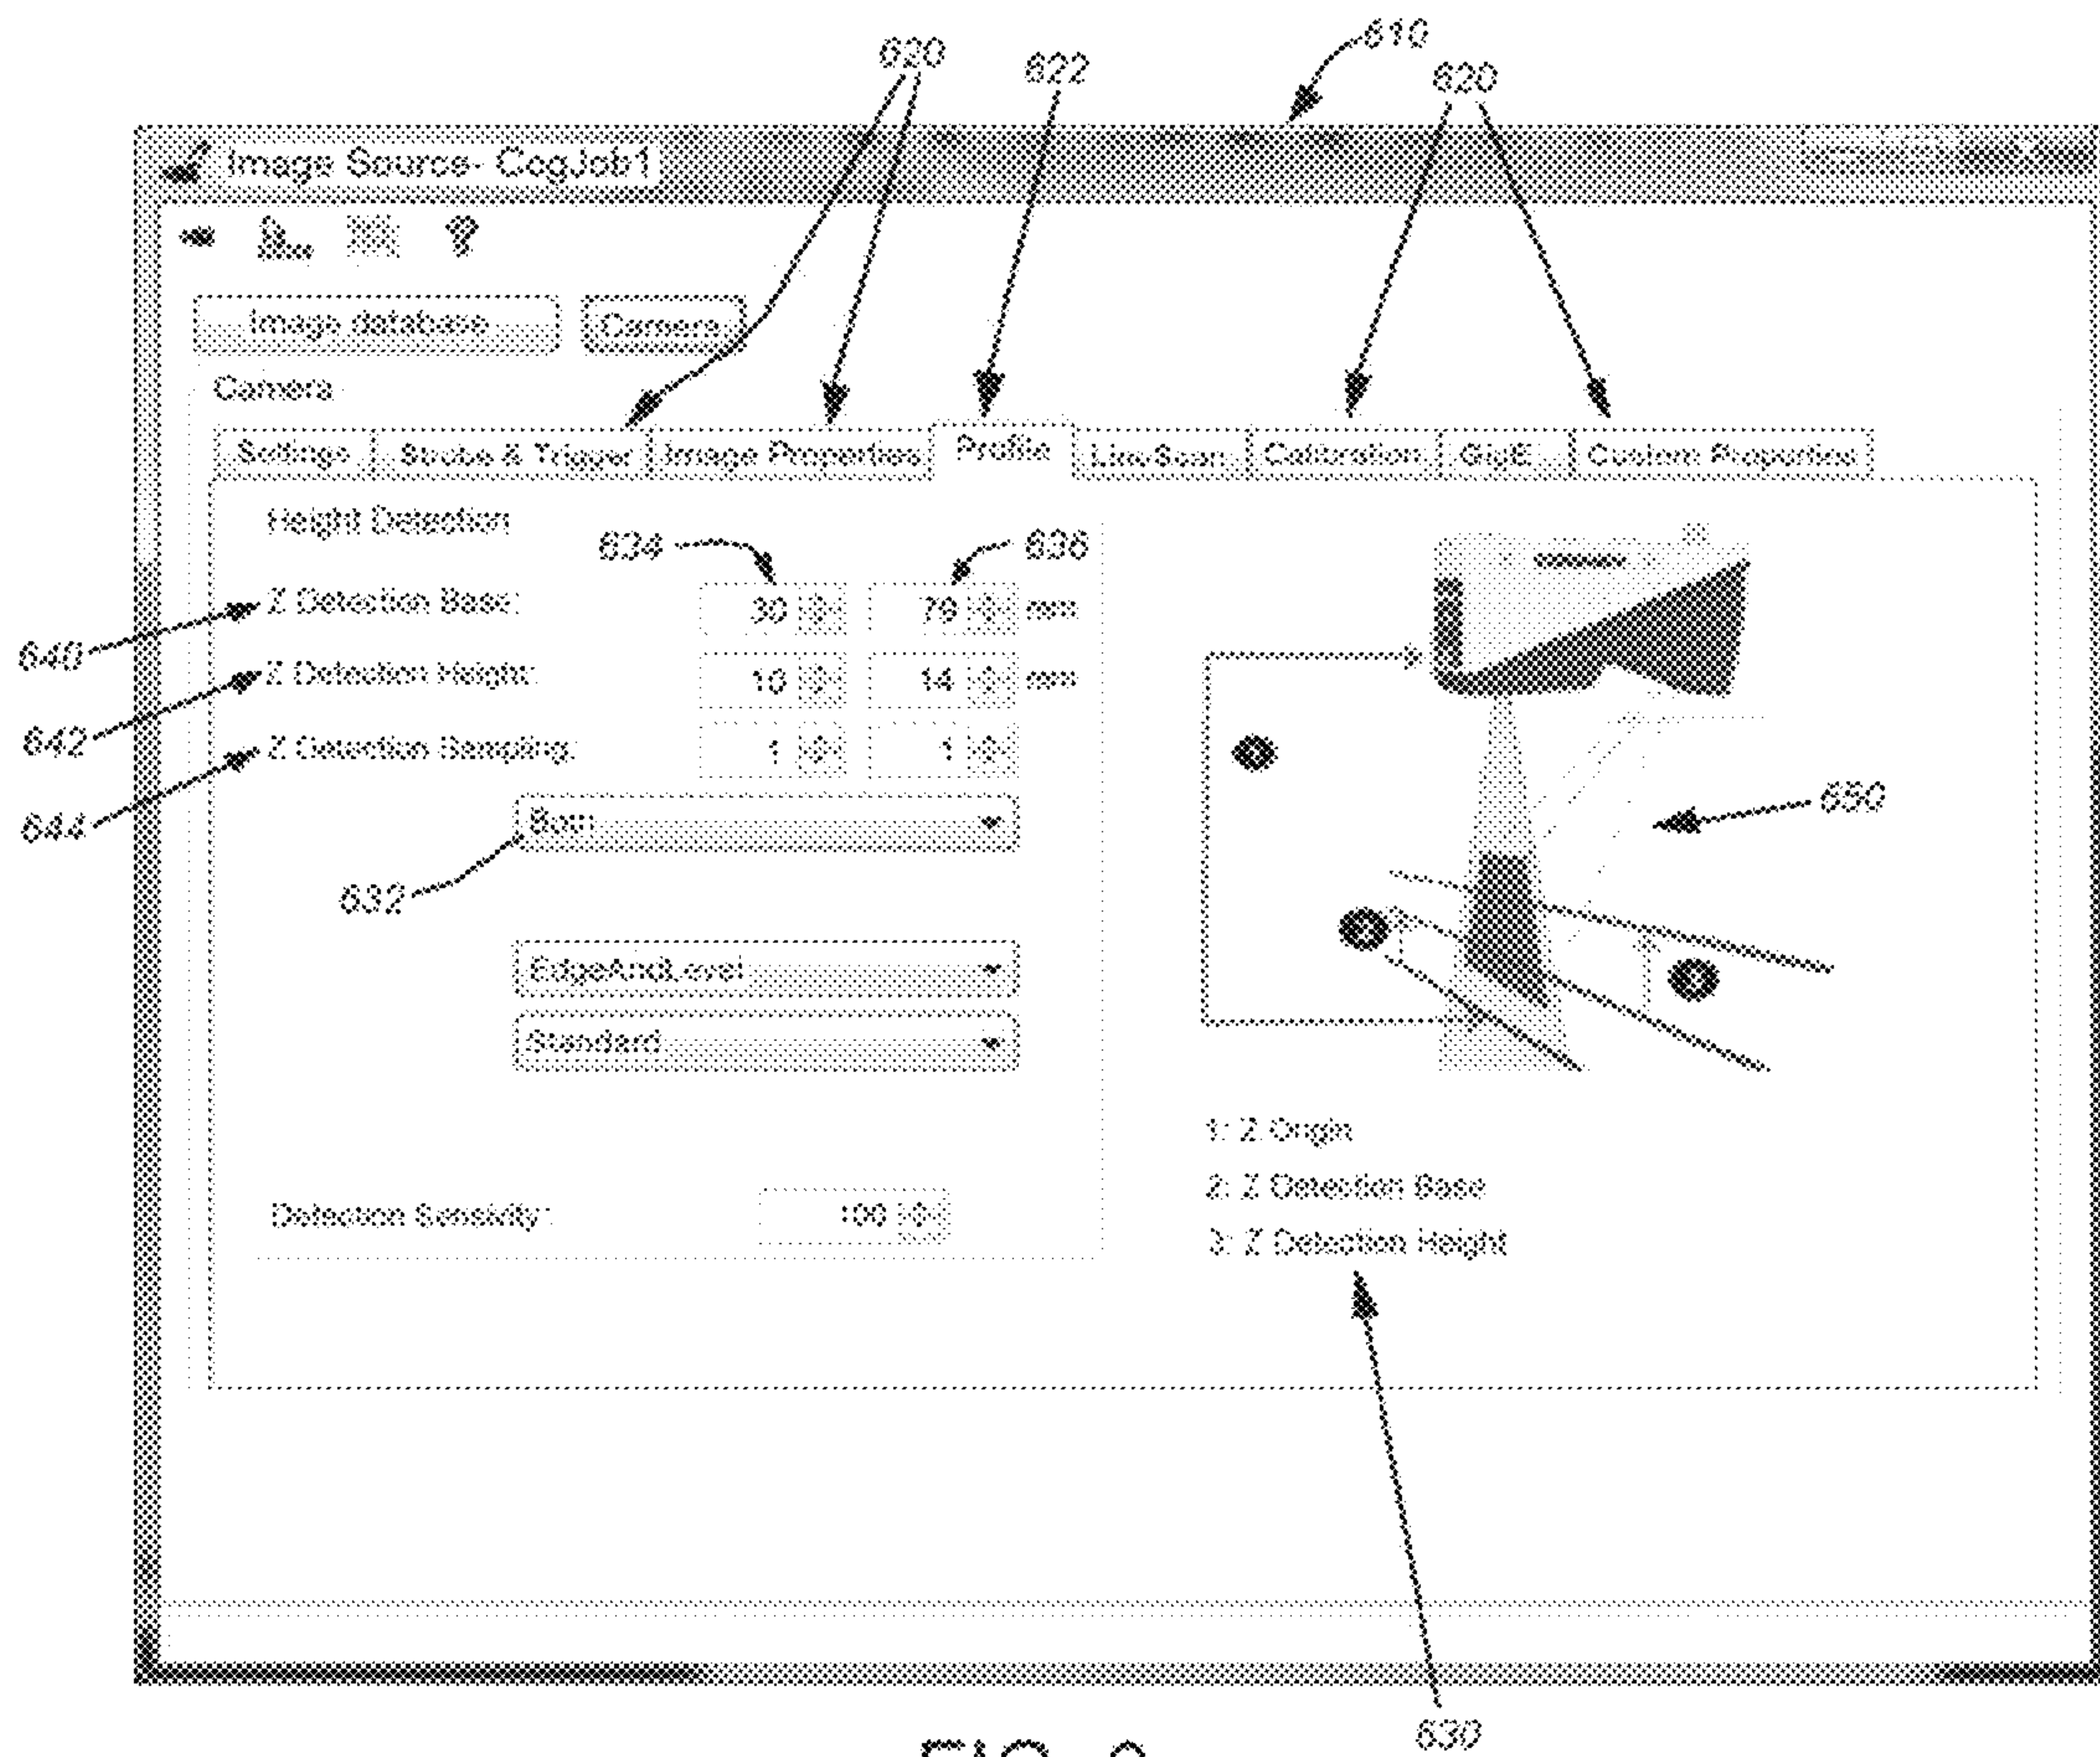 610
620 622 620
Image Source- CogJob1
?
Image database Camera
Camera
Settings Strobe & Trigger Image Properties Profile LineScan Calibration GigE Custom Properties
Height Detection
634 636
Z Detection Base: 30 79 mm
640
Z Detection Height: 10 14 mm
642
Z Detection Sampling: 1 1
644
Both
650
632
EdgeAndLevel
Standard
1: Z Origin
2: Z Detection Base
Detection Sensivity: 100
3: Z Detection Height
630